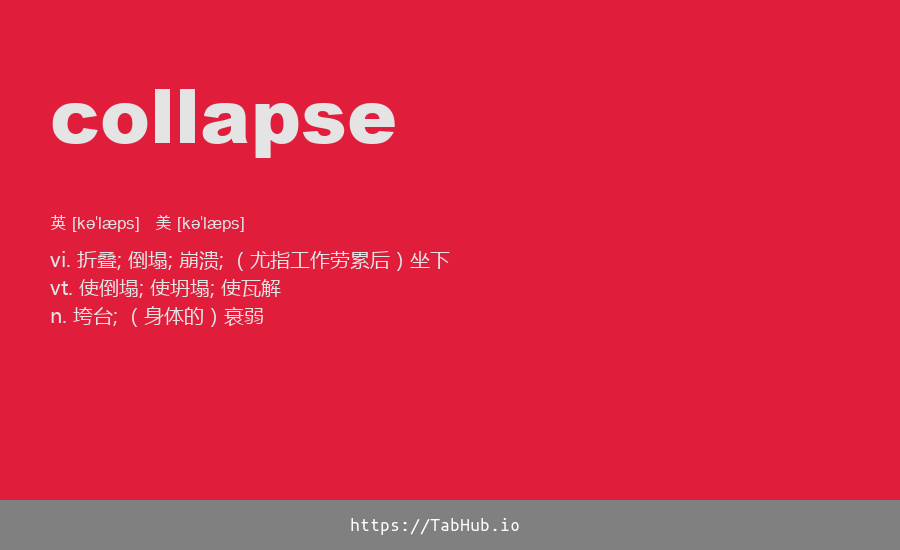 collapse
英 [kə'læps]  美 [kə'læps]
vi. 折叠; 倒塌; 崩溃; （尤指工作劳累后）坐下
vt. 使倒塌; 使坍塌; 使瓦解
n. 垮台; （身体的）衰弱
https://TabHub.io